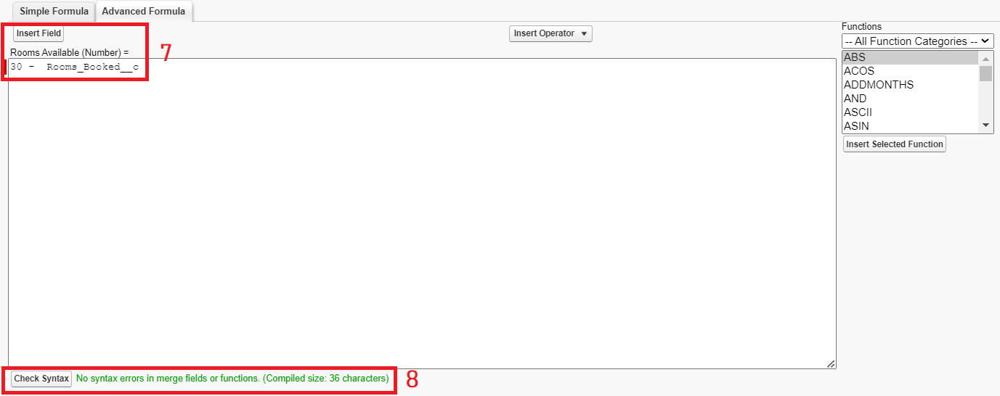 Simple Formula Advanced Formula
Insert Field Insert Operator Functions
-- All Function Categories --
Rooms Available (Number) = 7
30 -  Rooms_Booked__c
ABS
ACOS
ADDMONTHS
AND
ASCII
ASIN
Insert Selected Function
Check Syntax No syntax errors in merge fields or functions. (Compiled size: 36 characters) 8